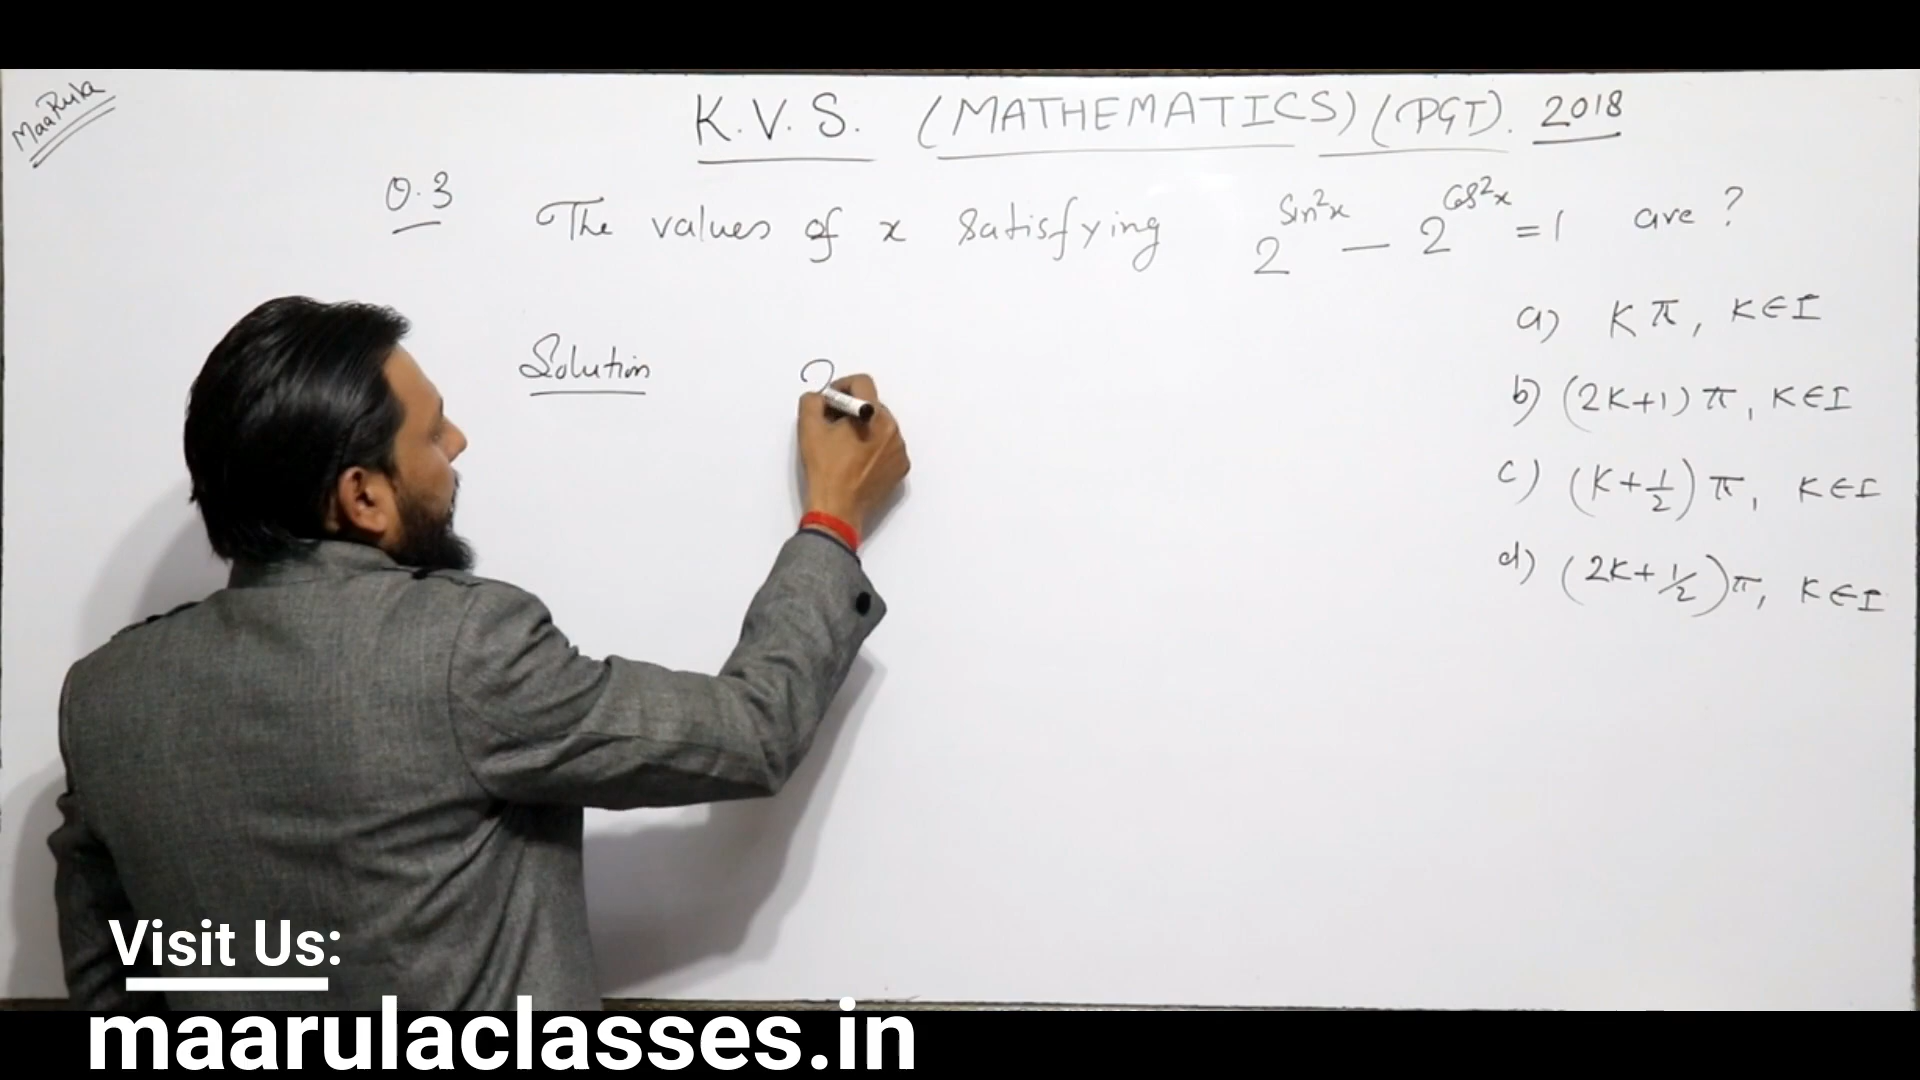 MaaRula
K.V.S. (MATHEMATICS) (PGT). 2018
Q.3 The values of x satisfying 2^Sin²x — 2^Cos²x = 1 are ?
a) Kπ, K∈I
b) (2K+1)π, K∈I
Solution 2
c) (K+1/2)π, K∈I
d) (2K+1/2)π, K∈I
Visit Us:
maarulaclasses.in